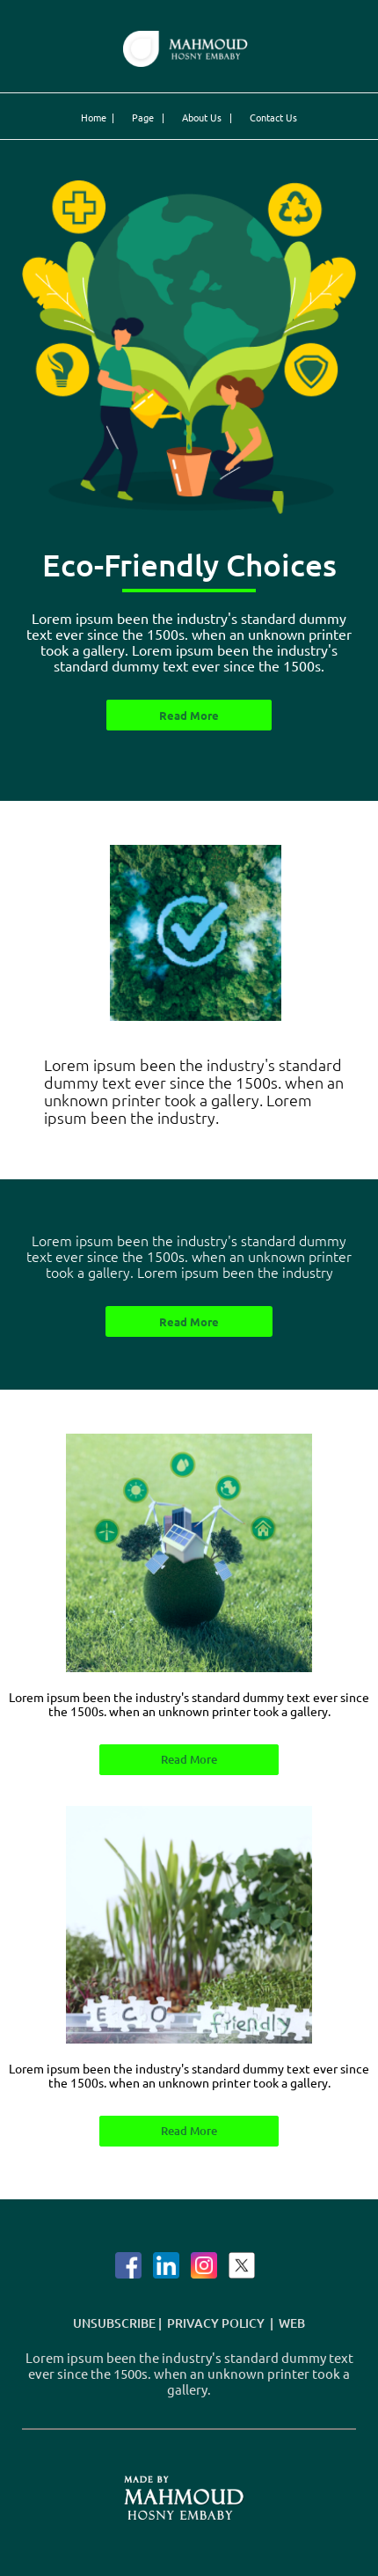 MAHMOUD
HOSNY EMBABY
Home | Page | About Us | Contact Us
Eco-Friendly Choices
Lorem ipsum been the industry's standard dummy
text ever since the 1500s. when an unknown printer
took a gallery. Lorem ipsum been the industry's
standard dummy text ever since the 1500s.
Read More
Lorem ipsum been the industry's standard
dummy text ever since the 1500s. when an
unknown printer took a gallery. Lorem
ipsum been the industry.
Lorem ipsum been the industry's standard dummy
text ever since the 1500s. when an unknown printer
took a gallery. Lorem ipsum been the industry
Read More
Lorem ipsum been the industry's standard dummy text ever since
the 1500s. when an unknown printer took a gallery.
Read More
ECO friendly
Lorem ipsum been the industry's standard dummy text ever since
the 1500s. when an unknown printer took a gallery.
Read More
UNSUBSCRIBE | PRIVACY POLICY | WEB
Lorem ipsum been the industry's standard dummy text
ever since the 1500s. when an unknown printer took a
gallery.
MADE BY
MAHMOUD
HOSNY EMBABY